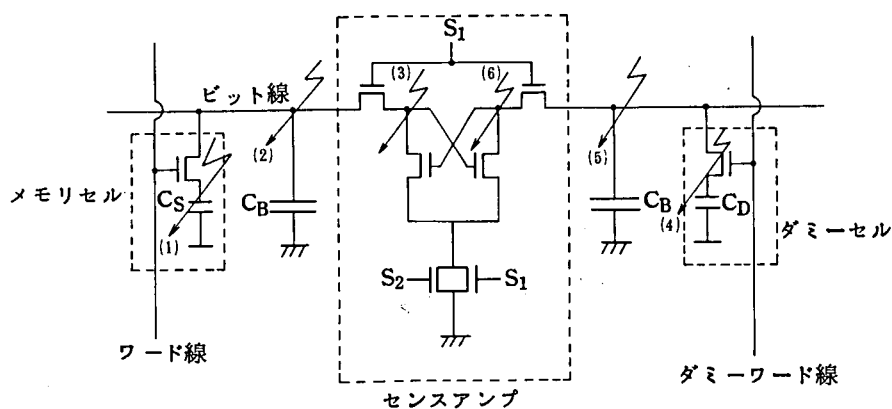 S1
(3)
(6)
ビット線
(2)
(5)
メモリセル
CS
(1)
CB
CB
(4)
CD
ダミーセル
S2
S1
ワード線
ダミーワード線
センスアンプ